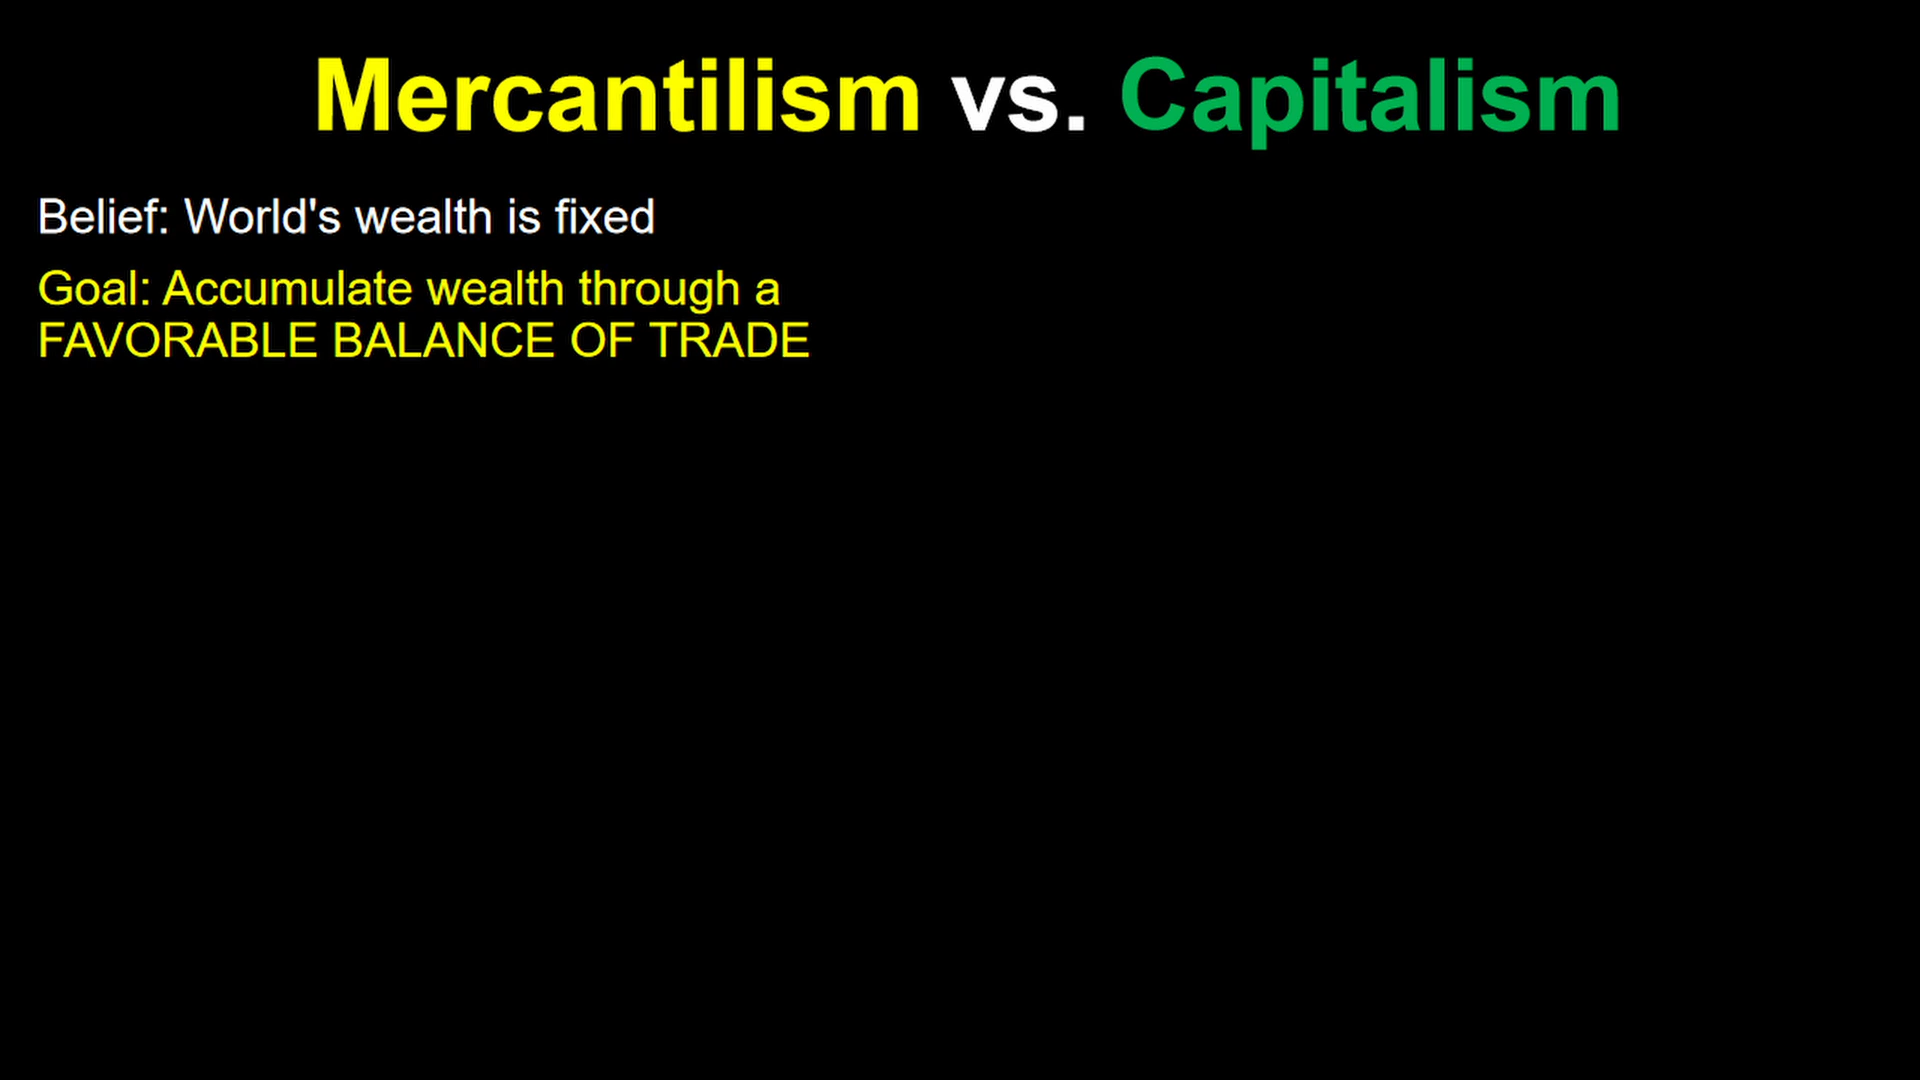 Mercantilism vs. Capitalism
Belief: World's wealth is fixed
Goal: Accumulate wealth through a
FAVORABLE BALANCE OF TRADE